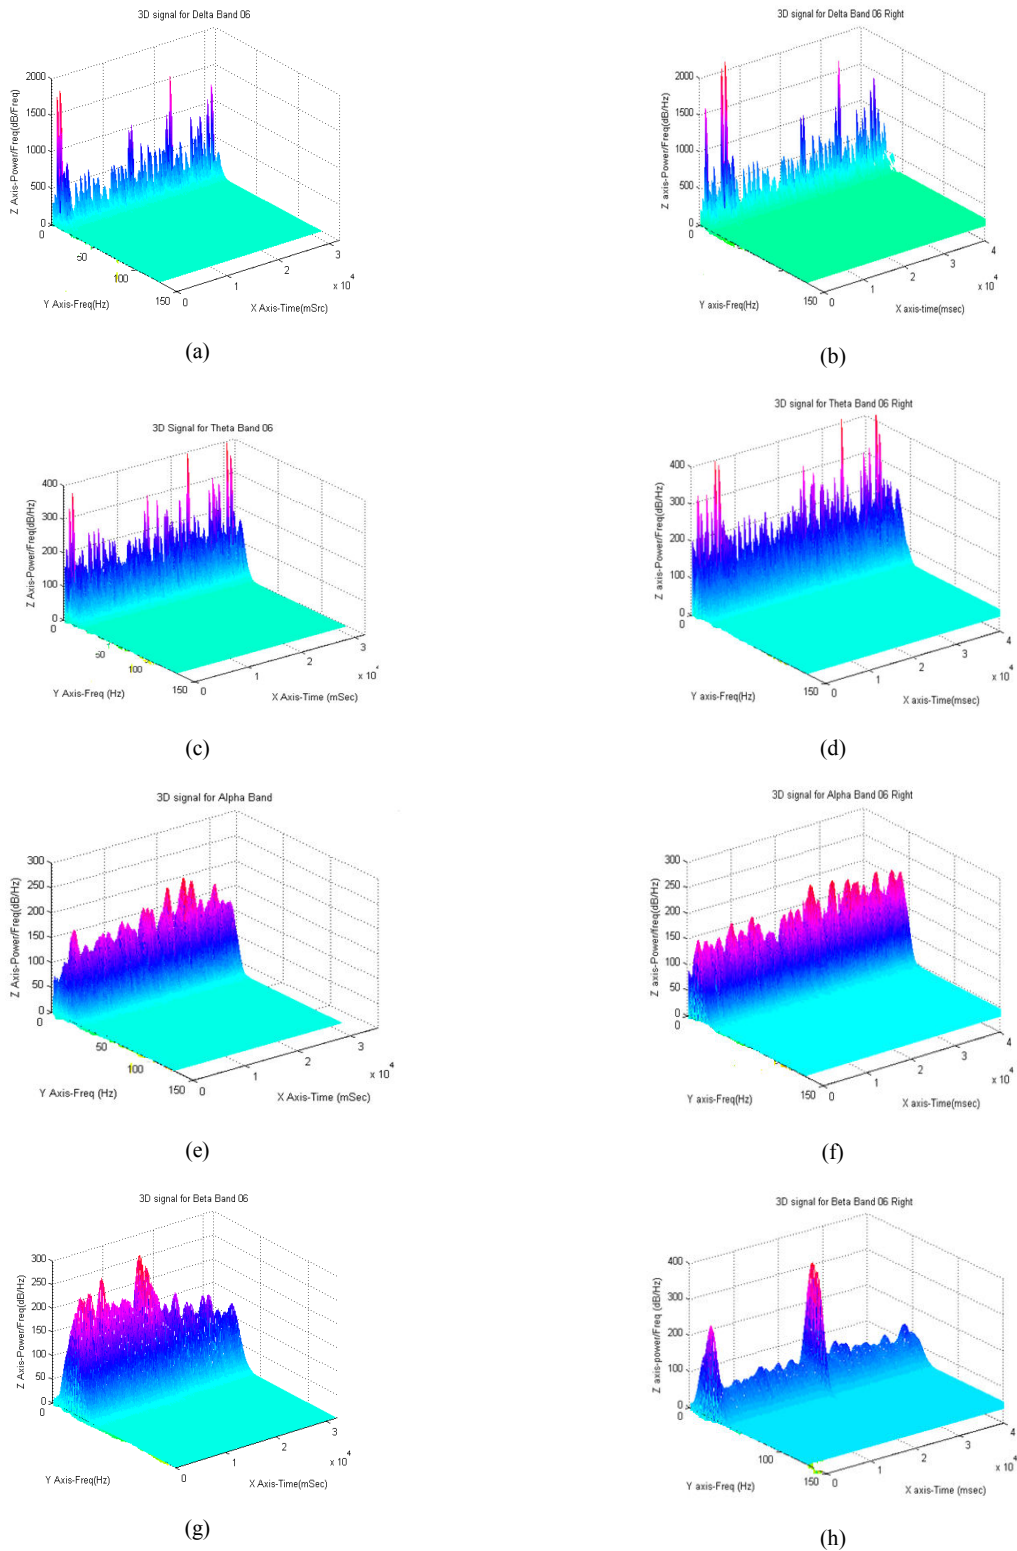 3D signal for Delta Band 06
Z Axis-Power/Freq(dB/Freq)
2000
1500
1000
500
0
0
50
100
150
0
1
2
3
x 10^4
Y Axis-Freq(Hz)
X Axis-Time(mSrc)
(a)
3D signal for Delta Band 06 Right
Z axis-Power/Freq(dB/Hz)
2000
1500
1000
500
0
0
150
0
1
2
3
4
x 10^4
Y axis-Freq(Hz)
X axis-time(msec)
(b)
3D Signal for Theta Band 06
Z Axis-Power/Freq(dB/Hz)
400
300
200
100
0
0
50
100
150
0
1
2
3
x 10^4
Y Axis-Freq (Hz)
X Axis-Time (mSec)
(c)
3D signal for Theta Band 06 Right
Z axis-Power/Freq(dB/Hz)
400
300
200
100
0
0
150
0
1
2
3
4
x 10^4
Y axis-Freq(Hz)
X axis-Time(msec)
(d)
3D signal for Alpha Band
Z Axis-Power/Freq(dB/Hz)
300
250
200
150
100
50
0
0
50
100
150
0
1
2
3
x 10^4
Y Axis-Freq (Hz)
X Axis-Time (mSec)
(e)
3D signal for Alpha Band 06 Right
Z axis-Power/freq(dB/Hz)
300
250
200
150
100
50
0
0
150
0
1
2
3
4
x 10^4
Y axis-Freq(Hz)
X axis-Time(msec)
(f)
3D signal for Beta Band 06
Z Axis-Power/Freq(dB/Hz)
300
250
200
150
100
50
0
0
0
1
2
3
x 10^4
Y Axis-Freq(Hz)
X Axis-Time(mSec)
(g)
3D signal for Beta Band 06 Right
Z axis-power/Freq (dB/Hz)
400
300
200
100
0
0
100
150
0
1
2
3
4
x 10^4
Y axis-Freq (Hz)
X axis-Time (msec)
(h)